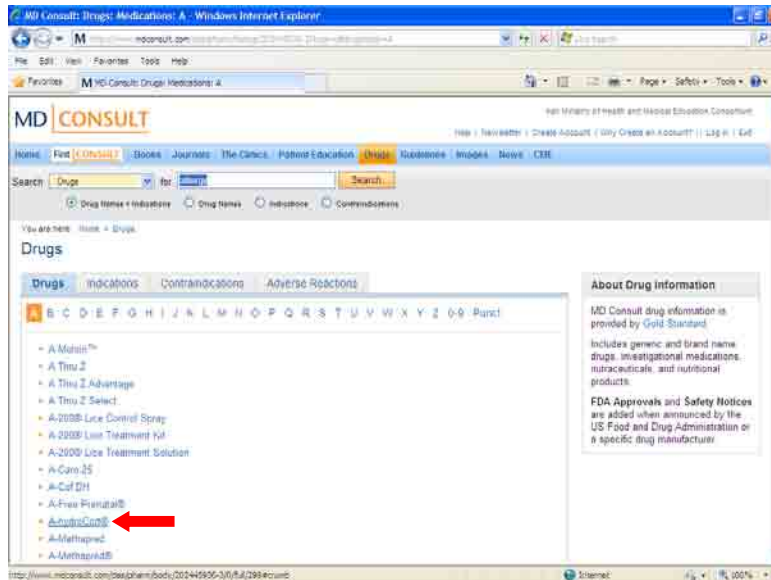 MD Consult: Drugs: Medications: A - Windows Internet Explorer
File Edit View Favorites Tools Help
Favorites MD Consult: Drugs: Medications: A
Page Safety Tools
MD CONSULT
Help | Newsletter | Create Account | Why Create an Account? | Log In | Exit
Home First CONSULT Books Journals The Clinics Patient Education Drugs Guidelines Images News CME
Search Drugs for Search
Drug Names + Indications Drug Names Indications Contraindications
You are here: Home > Drugs
Drugs
Drugs Indications Contraindications Adverse Reactions
A B C D E F G H I J K L M N O P Q R S T U V W X Y Z 0-9 Punct
A Thru Z
A Thru Z Advantage
A Thru Z Select
A-200® Lice Control Spray
A-200® Lice Treatment Kit
A-200® Lice Treatment Solution
A-Caro-25
A-Cof DH
A-Free Prenatal®
A-hydroCort®
A-Methapred
A-Methapred®
About Drug Information
MD Consult drug information is
provided by Gold Standard.
Includes generic and brand name
drugs, investigational medications,
nutraceuticals, and nutritional
products.
FDA Approvals and Safety Notices
are added when announced by the
US Food and Drug Administration or
a specific drug manufacturer
Internet 100%